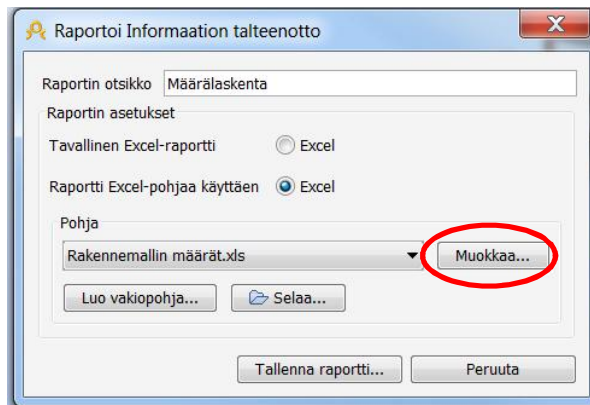 Raportoi Informaation talteenotto
Raportin otsikko Määrälaskenta
Raportin asetukset
Tavallinen Excel-raportti Excel
Raportti Excel-pohjaa käyttäen Excel
Pohja
Rakennemallin määrät.xls Muokkaa...
Luo vakiopohja... Selaa...
Tallenna raportti... Peruuta